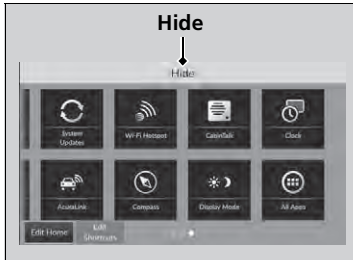 Hide
Hide
System
Updates
Wi-Fi Hotspot
CabinTalk
Clock
AcuraLink
Compass
Display Mode
All Apps
Edit Home
Edit
Shortcuts